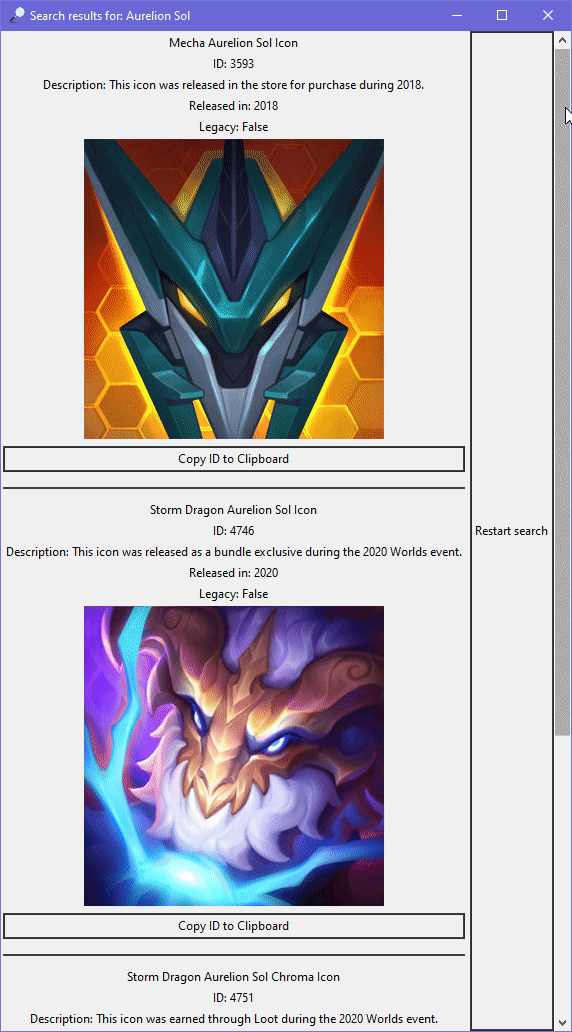 Search results for: Aurelion Sol
Mecha Aurelion Sol Icon
ID: 3593
Description: This icon was released in the store for purchase during 2018.
Released in: 2018
Legacy: False
Copy ID to Clipboard
Storm Dragon Aurelion Sol Icon
ID: 4746
Description: This icon was released as a bundle exclusive during the 2020 Worlds event.
Released in: 2020
Legacy: False
Copy ID to Clipboard
Storm Dragon Aurelion Sol Chroma Icon
ID: 4751
Description: This icon was earned through Loot during the 2020 Worlds event.
Restart search